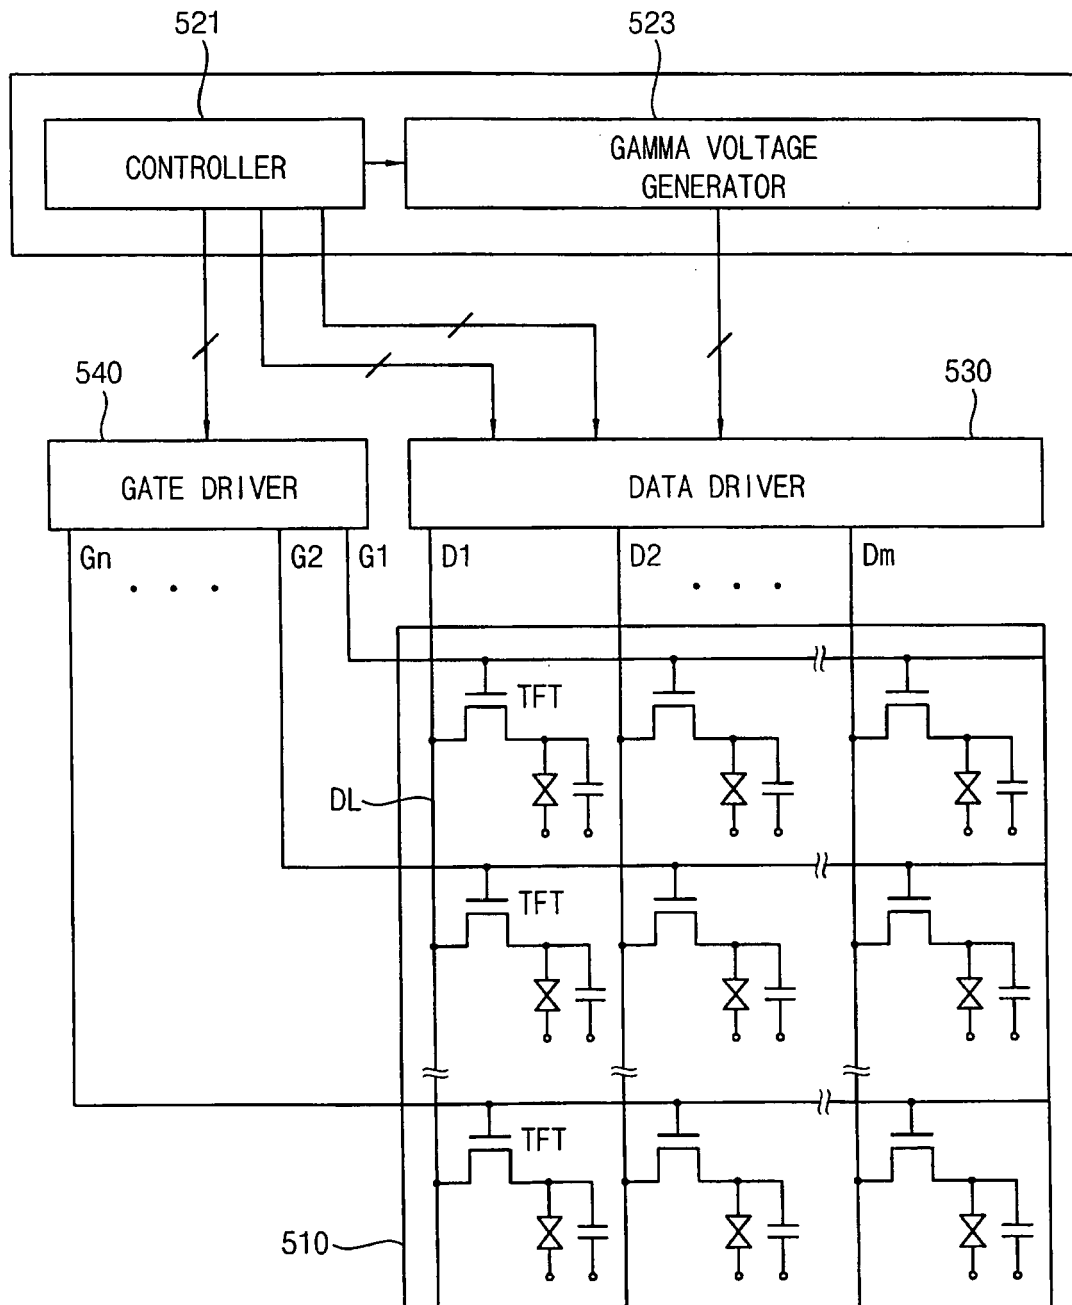 521
523
CONTROLLER
GAMMA VOLTAGE
GENERATOR
540
530
GATE DRIVER
DATA DRIVER
Gn
G2
G1
D1
D2
Dm
. . .
. . .
TFT
DL
TFT
TFT
510